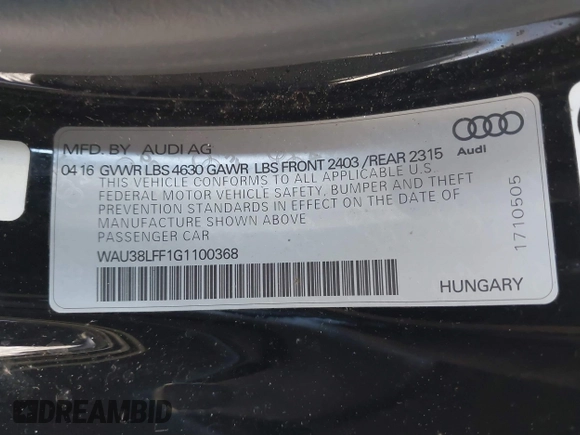 MFD. BY AUDI AG
Audi
04 16 GVWR LBS 4630 GAWR LBS FRONT 2403 /REAR 2315
THIS VEHICLE CONFORMS TO ALL APPLICABLE U.S
FEDERAL MOTOR VEHICLE SAFETY, BUMPER AND THEFT
PREVENTION STANDARDS IN EFFECT ON THE DATE OF
MANUFACTURE SHOWN ABOVE
PASSENGER CAR
WAU38LFF1G1100368
HUNGARY
1710505
DREAMBID